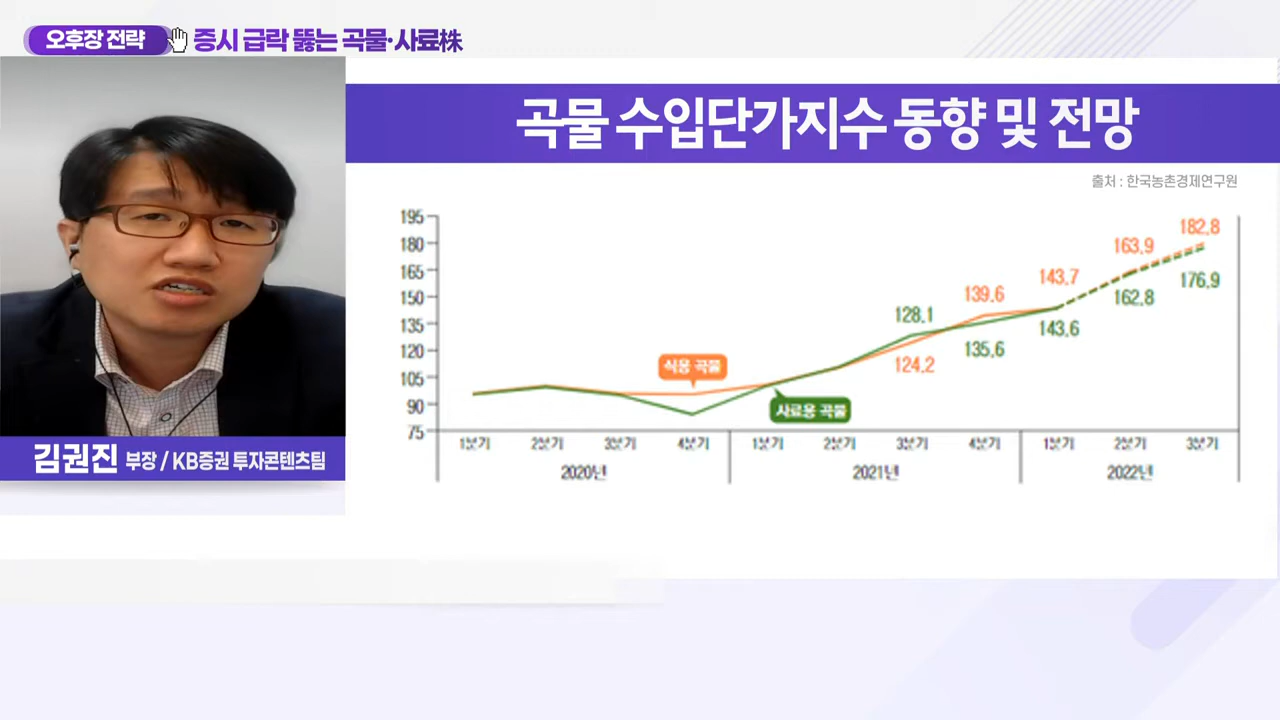 오후장 전략 증시 급락 뚫는 곡물·사료株
곡물 수입단가지수 동향 및 전망
출처 : 한국농촌경제연구원
195
180
165
150
135
120
105
90
75
182.8
163.9
143.7
139.6
128.1
124.2
135.6
143.6
162.8
176.9
식용 곡물
사료용 곡물
1분기 2분기 3분기 4분기 1분기 2분기 3분기 4분기 1분기 2분기 3분기
2020년 2021년 2022년
김권진 부장 / KB증권 투자콘텐츠팀